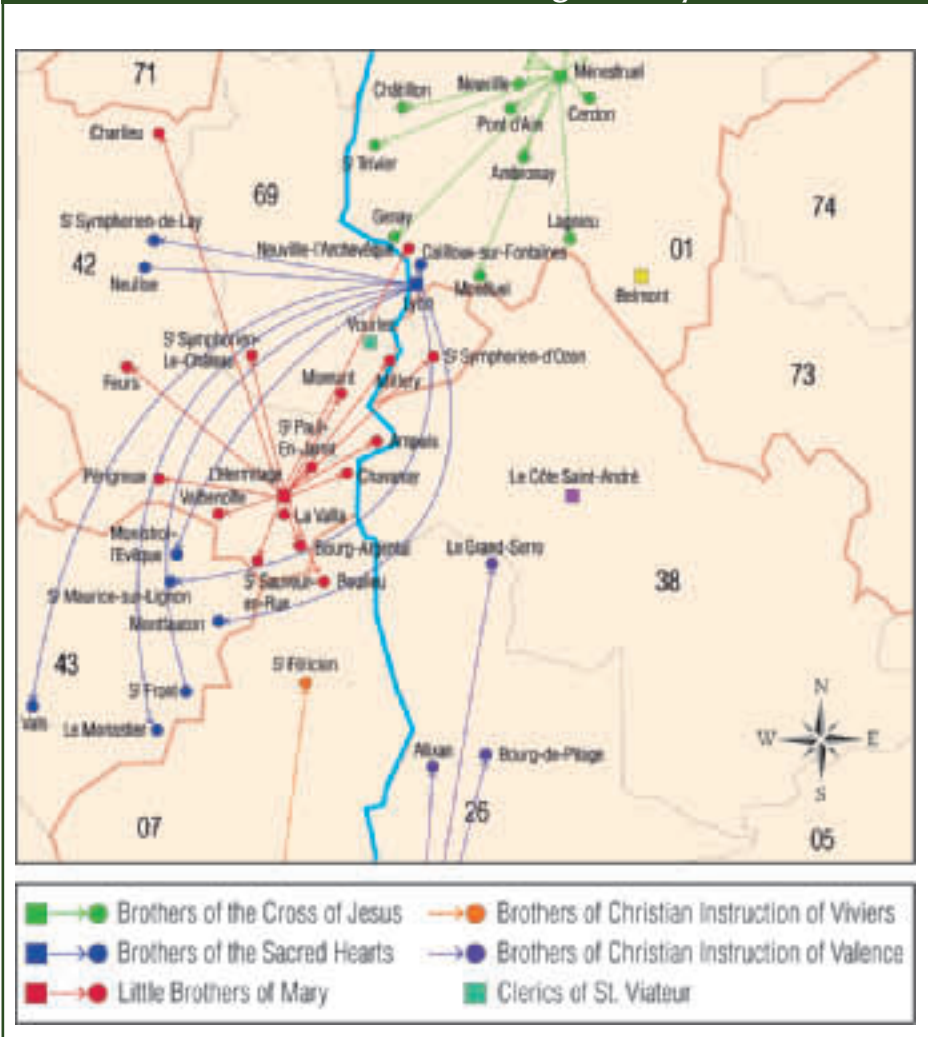 71
Châtillon
Neuville
Ménestruel
Cerdon
Pont d'Ain
Charlieu
St Trivier
Ambronay
69
74
St Symphorien-de-Lay
Genay
Lagnieu
Neuville-l'Archevêque
Cailloux-sur-Fontaines
01
42
Neulise
Montluel
Belmont
Lyon
Vourles
St Symphorien-
Le-Château
St Symphorien-d'Ozon
Feurs
Mornant
Millery
73
St Paul-
En-Jarret
Ampuis
Périgneux
L'Hermitage
Chavanay
Le Côte Saint-André
Valbenoîte
La Valla
Monistrol-
l'Evêque
Bourg-Argental
Le Grand-Serre
St Maurice-sur-Lignon
St Sauveur-
en-Rue
Boulieu
38
Montfaucon
43
St Félicien
St Front
N
Vals
Le Monastier
W
E
Alixan
Bourg-de-Péage
S
07
26
05
Brothers of the Cross of Jesus
Brothers of Christian Instruction of Viviers
Brothers of the Sacred Hearts
Brothers of Christian Instruction of Valence
Little Brothers of Mary
Clerics of St. Viateur